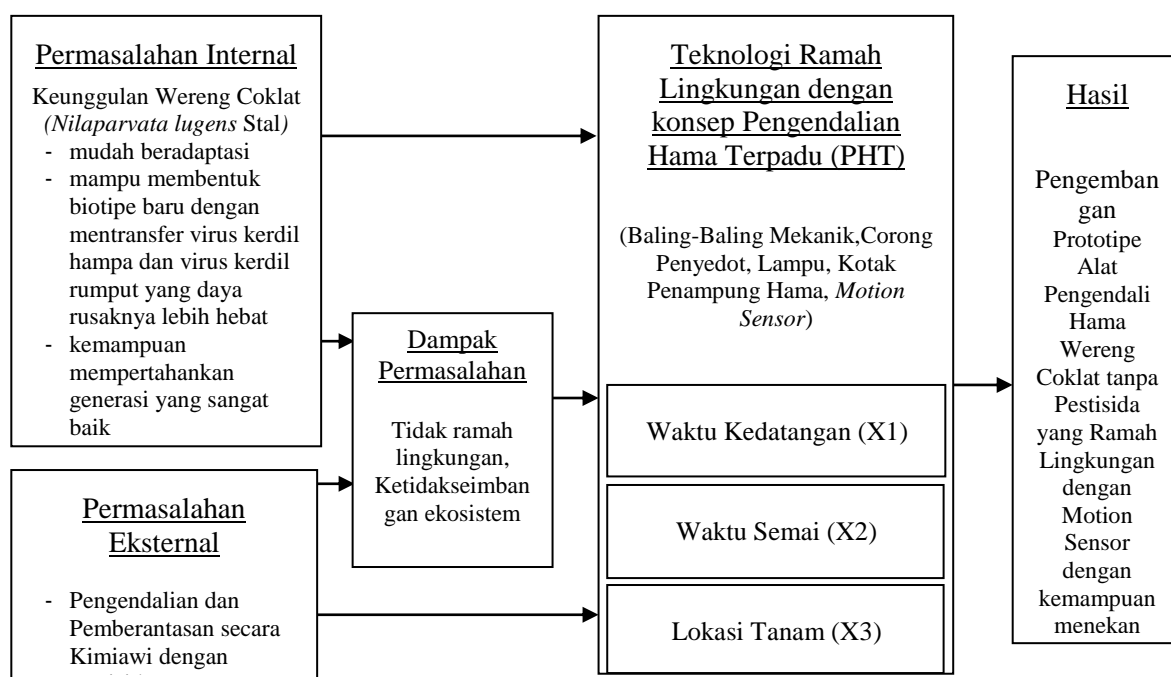 Permasalahan Internal
Keunggulan Wereng Coklat
(Nilaparvata lugens Stal)
- mudah beradaptasi
- mampu membentuk
biotipe baru dengan
mentransfer virus kerdil
hampa dan virus kerdil
rumput yang daya
rusaknya lebih hebat
- kemampuan
mempertahankan
generasi yang sangat
baik
Permasalahan
Eksternal
- Pengendalian dan
Pemberantasan secara
Kimiawi dengan
Dampak
Permasalahan
Tidak ramah
lingkungan,
Ketidakseimban
gan ekosistem
Teknologi Ramah
Lingkungan dengan
konsep Pengendalian
Hama Terpadu (PHT)
(Baling-Baling Mekanik,Corong
Penyedot, Lampu, Kotak
Penampung Hama, Motion
Sensor)
Waktu Kedatangan (X1)
Waktu Semai (X2)
Lokasi Tanam (X3)
Hasil
Pengemban
gan
Prototipe
Alat
Pengendali
Hama
Wereng
Coklat tanpa
Pestisida
yang Ramah
Lingkungan
dengan
Motion
Sensor
dengan
kemampuan
menekan